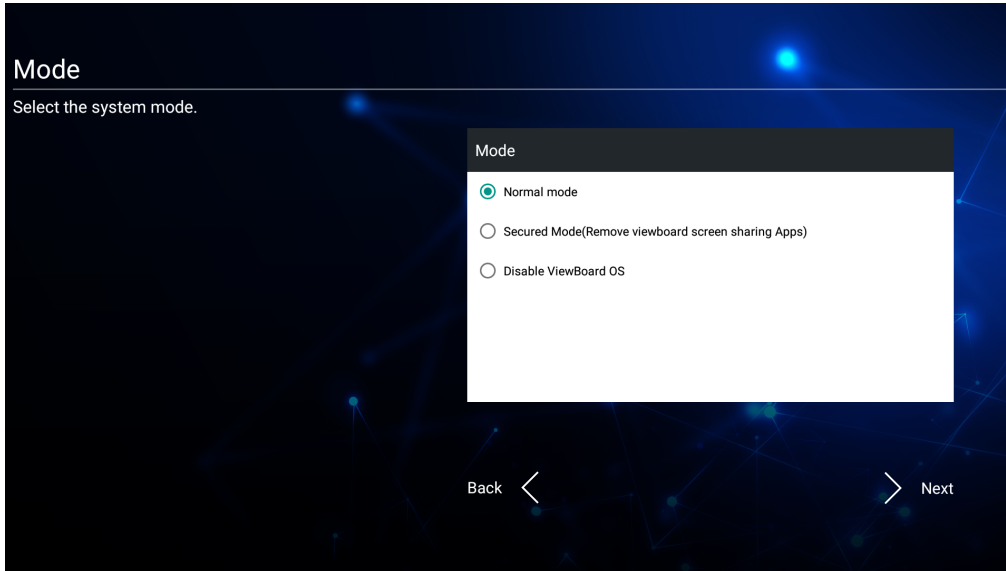 Mode
Select the system mode.
Mode
Normal mode
Secured Mode(Remove viewboard screen sharing Apps)
Disable ViewBoard OS
Back
Next